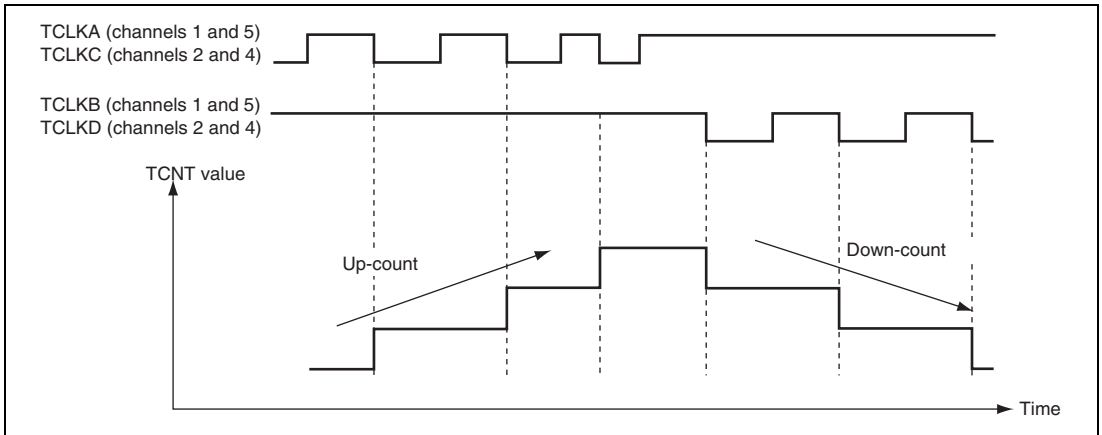 TCLKA (channels 1 and 5)
TCLKC (channels 2 and 4)
TCLKB (channels 1 and 5)
TCLKD (channels 2 and 4)
TCNT value
Up-count
Down-count
Time